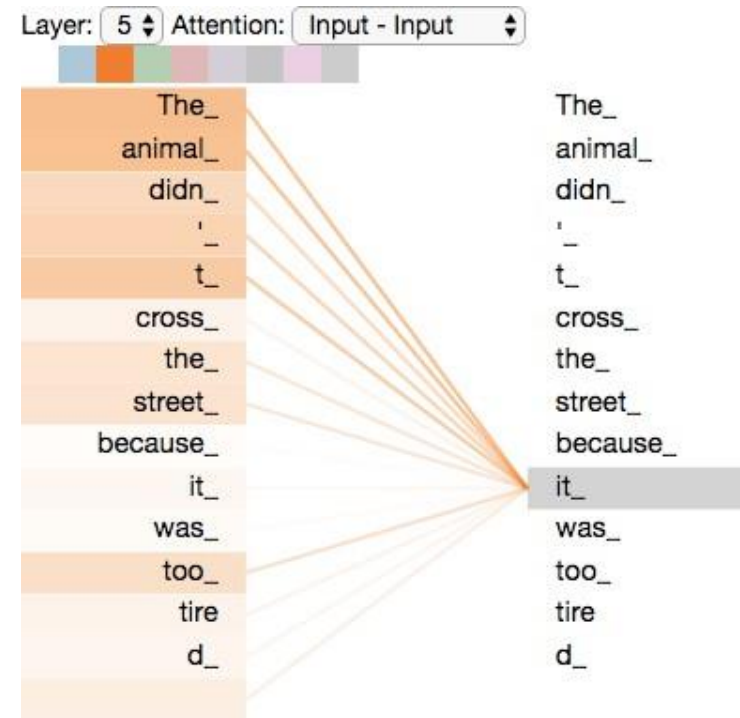 Layer: 5 Attention: Input - Input
The_ The_
animal_ animal_
didn_ didn_
'_ '_
t_ t_
cross_ cross_
the_ the_
street_ street_
because_ because_
it_ it_
was_ was_
too_ too_
tire tire
d_ d_